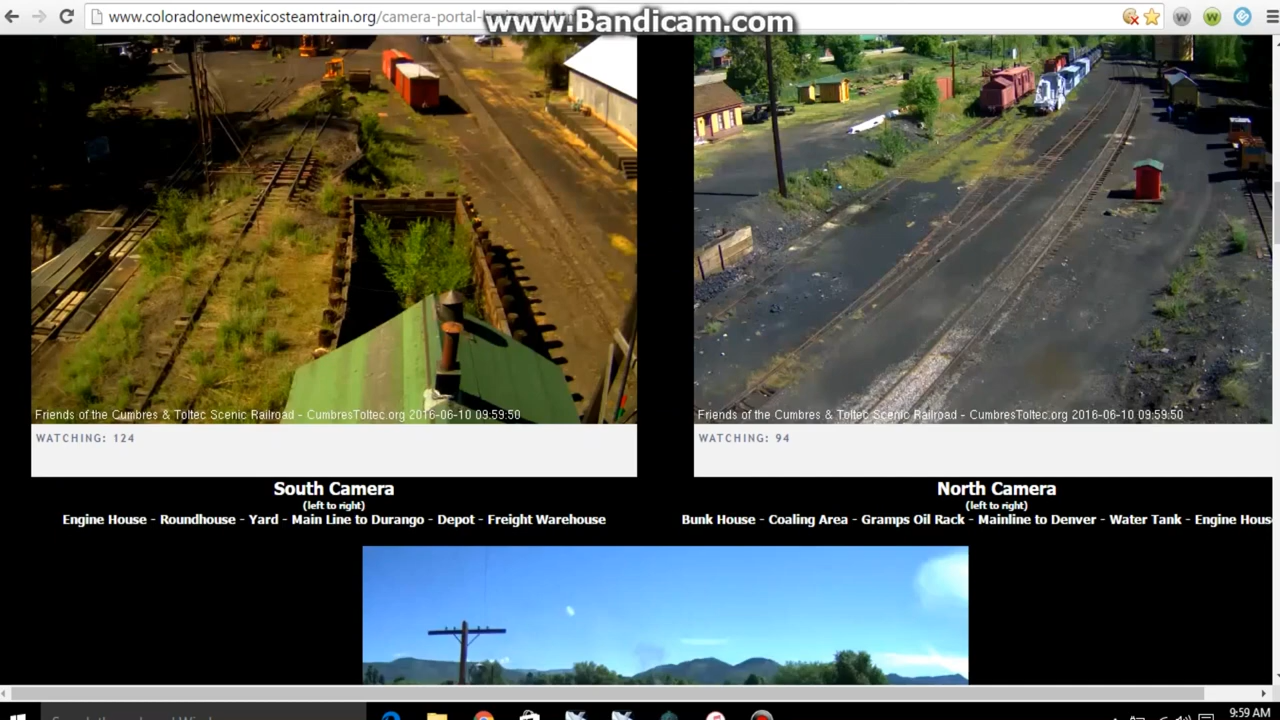 www.Bandicam.com
www.coloradonewmexicosteamtrain.org/camera-portal-
Friends of the Cumbres & Toltec Scenic Railroad - CumbresToltec.org 2016-06-10 09:59:50
Friends of the Cumbres & Toltec Scenic Railroad - CumbresToltec.org 2016-06-10 09:59:50
WATCHING: 124
WATCHING: 94
South Camera
(left to right)
Engine House - Roundhouse - Yard - Main Line to Durango - Depot - Freight Warehouse
North Camera
(left to right)
Bunk House - Coaling Area - Gramps Oil Rack - Mainline to Denver - Water Tank - Engine Hous
9:59 AM